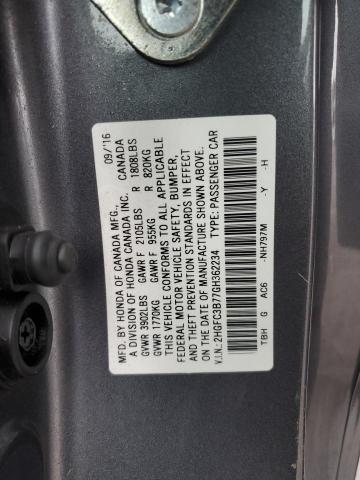 MFD. BY HONDA OF CANADA MFG., 09/'16
A DIVISION OF HONDA CANADA INC., CANADA
GVWR 3902LBS GAWR F 2105LBS R 1808LBS
GVWR 1770KG GAWR F 955KG R 820KG
THIS VEHICLE CONFORMS TO ALL APPLICABLE
FEDERAL MOTOR VEHICLE SAFETY, BUMPER,
AND THEFT PREVENTION STANDARDS IN EFFECT
ON THE DATE OF MANUFACTURE SHOWN ABOVE.
V.I.N.: 2HGFC3B77GH362234 TYPE: PASSENGER CAR
TBH G AC6 -NH797M -Y -H